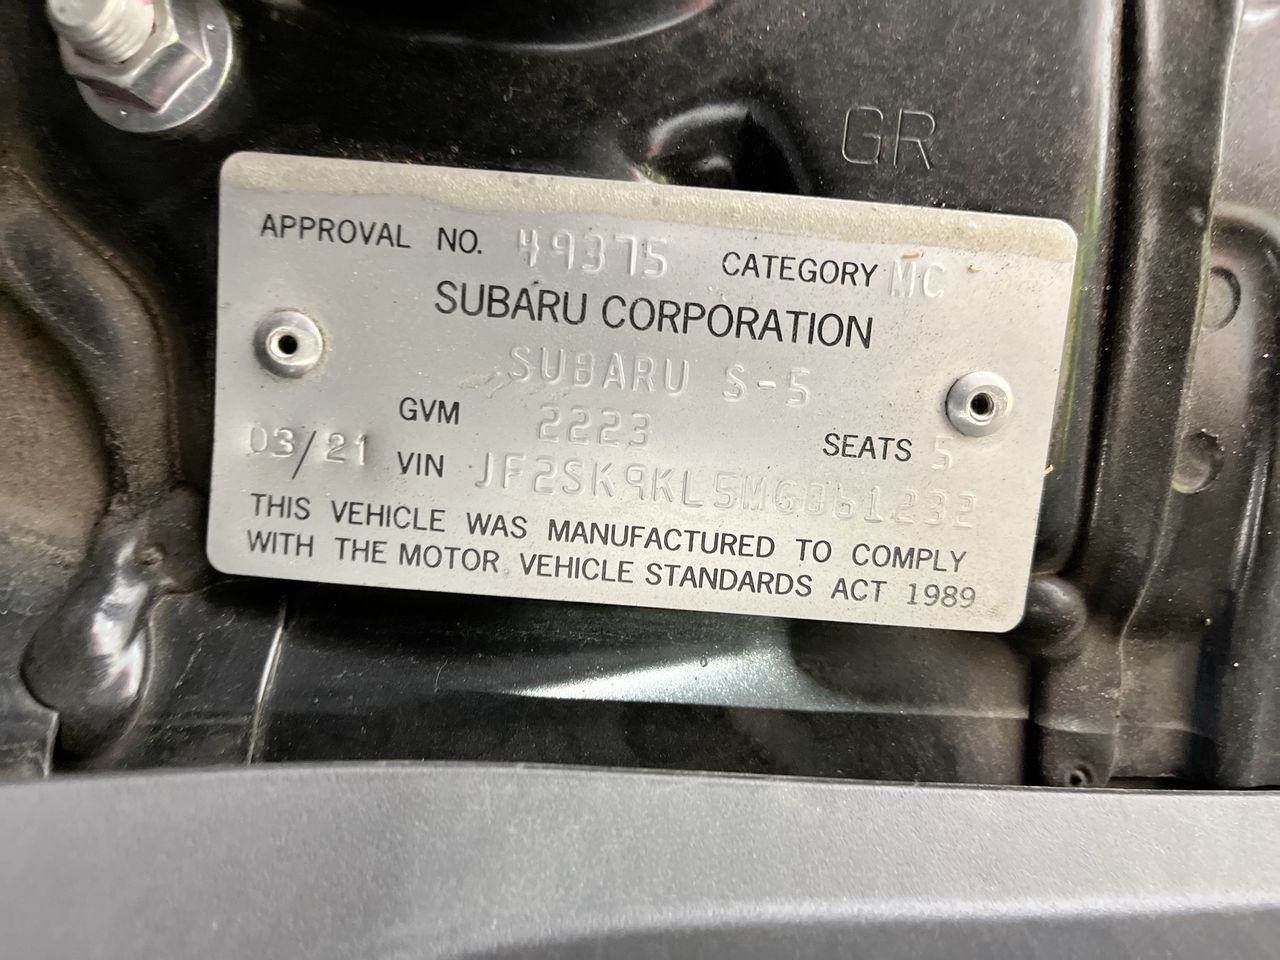 GR
APPROVAL NO. 49375 CATEGORY MC
SUBARU CORPORATION
SUBARU S-5
GVM 2223 SEATS 5
03/21 VIN JF2SK9KL5MG061232
THIS VEHICLE WAS MANUFACTURED TO COMPLY
WITH THE MOTOR VEHICLE STANDARDS ACT 1989